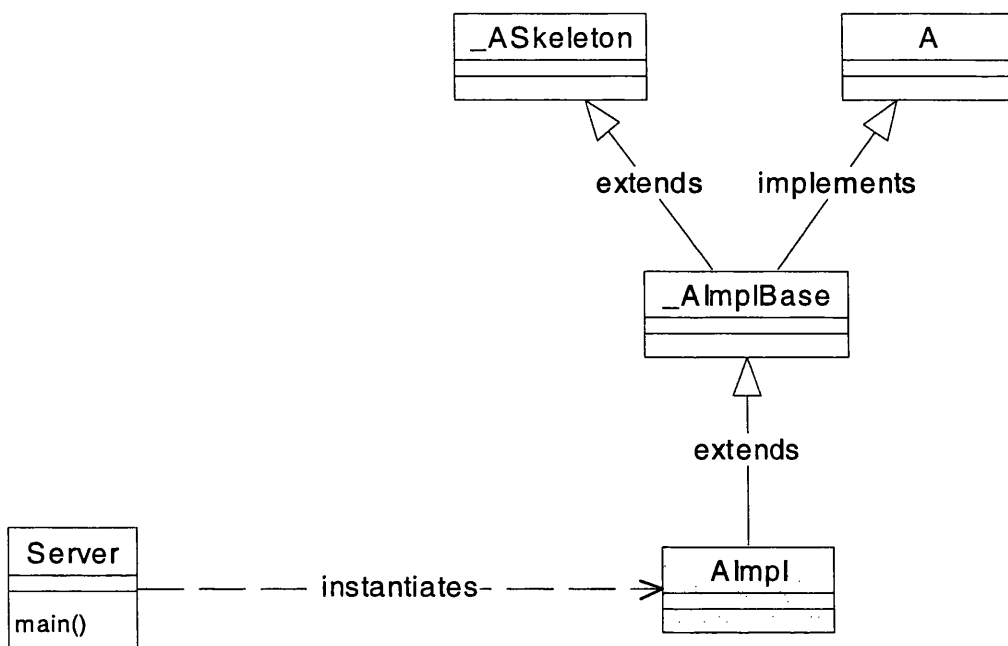 _ASkeleton
A
extends
implements
_AImplBase
extends
Server
main()
instantiates
AImpl